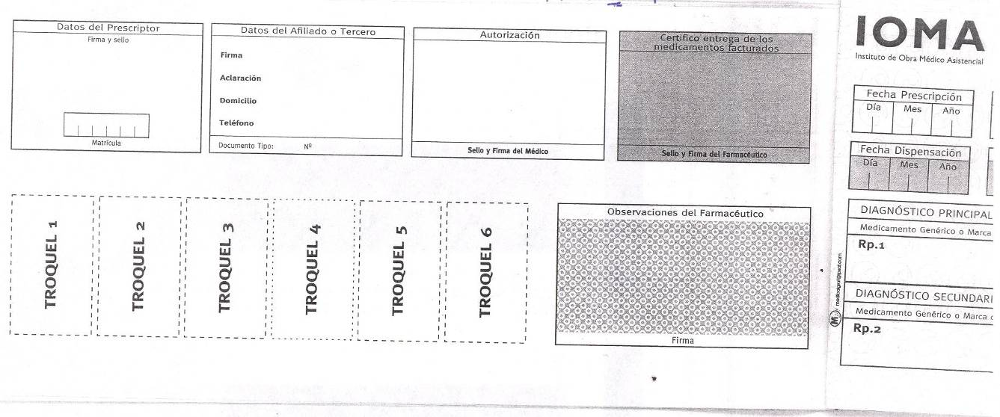 Datos del Prescriptor
Firma y sello
Matrícula
Datos del Afiliado o Tercero
Firma
Aclaración
Domicilio
Teléfono
Documento Tipo: Nº
Autorización
Sello y Firma del Médico
Certifico entrega de los
medicamentos facturados
Sello y Firma del Farmacéutico
TROQUEL 1
TROQUEL 2
TROQUEL 3
TROQUEL 4
TROQUEL 5
TROQUEL 6
Observaciones del Farmacéutico
Firma
IOMA
Instituto de Obra Médico Asistencial
Fecha Prescripción
Día Mes Año
Fecha Dispensación
Día Mes Año
DIAGNÓSTICO PRINCIPAL
Medicamento Genérico o Marca
Rp.1
DIAGNÓSTICO SECUNDARI
Medicamento Genérico o Marca
Rp.2